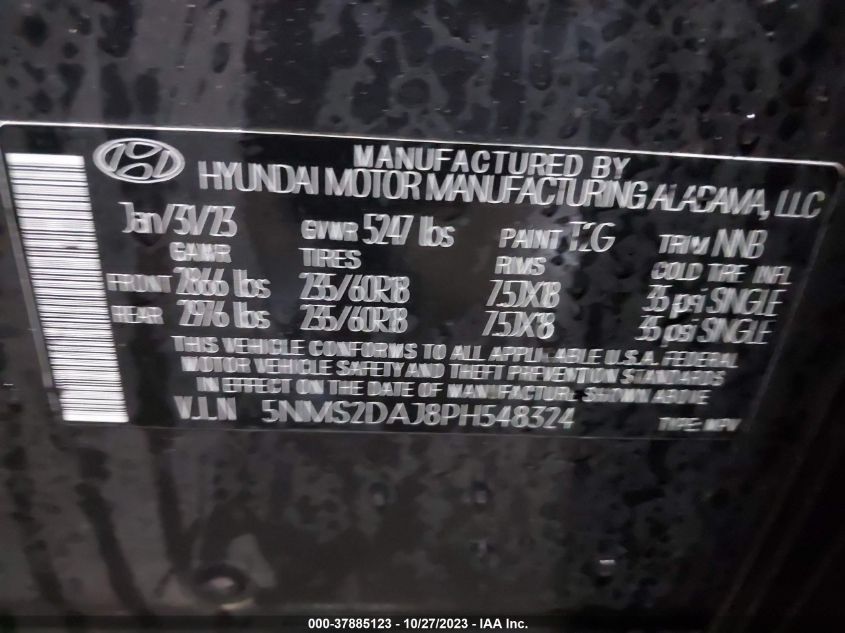 MANUFACTURED BY
HYUNDAI MOTOR MANUFACTURING ALABAMA, LLC
Jan/31/23 GVWR 5247 lbs PAINT T2G TRIM NNB
GAWR TIRES RIMS COLD TIRE INFL
FRONT 2866 lbs 235/60R18 7.5JX18 35 psi SINGLE
REAR 2976 lbs 235/60R18 7.5JX18 35 psi SINGLE
THIS VEHICLE CONFORMS TO ALL APPLICABLE U.S.A. FEDERAL
MOTOR VEHICLE SAFETY AND THEFT PREVENTION STANDARDS
IN EFFECT ON THE DATE OF MANUFACTURE SHOWN ABOVE
V.I.N 5NMS2DAJ8PH548324 TYPE: MPV
000-37885123 - 10/27/2023 - IAA Inc.